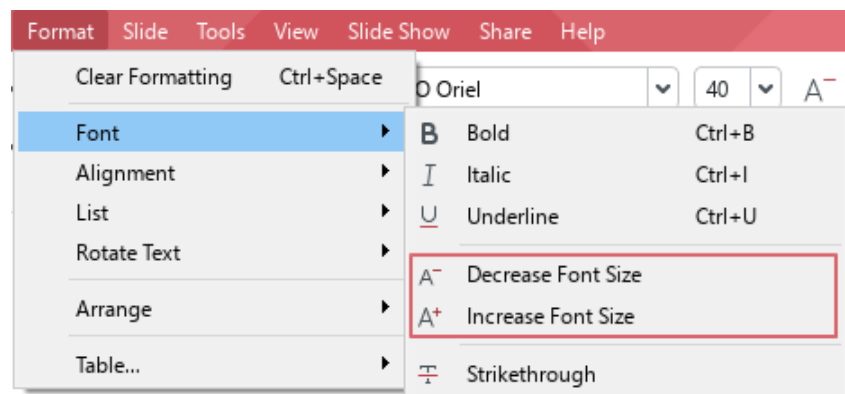 Format Slide Tools View Slide Show Share Help
Clear Formatting Ctrl+Space
O Oriel 40 A−
Font
B Bold Ctrl+B
Alignment
I Italic Ctrl+I
List
U Underline Ctrl+U
Rotate Text
A− Decrease Font Size
Arrange
A+ Increase Font Size
Table...
T Strikethrough